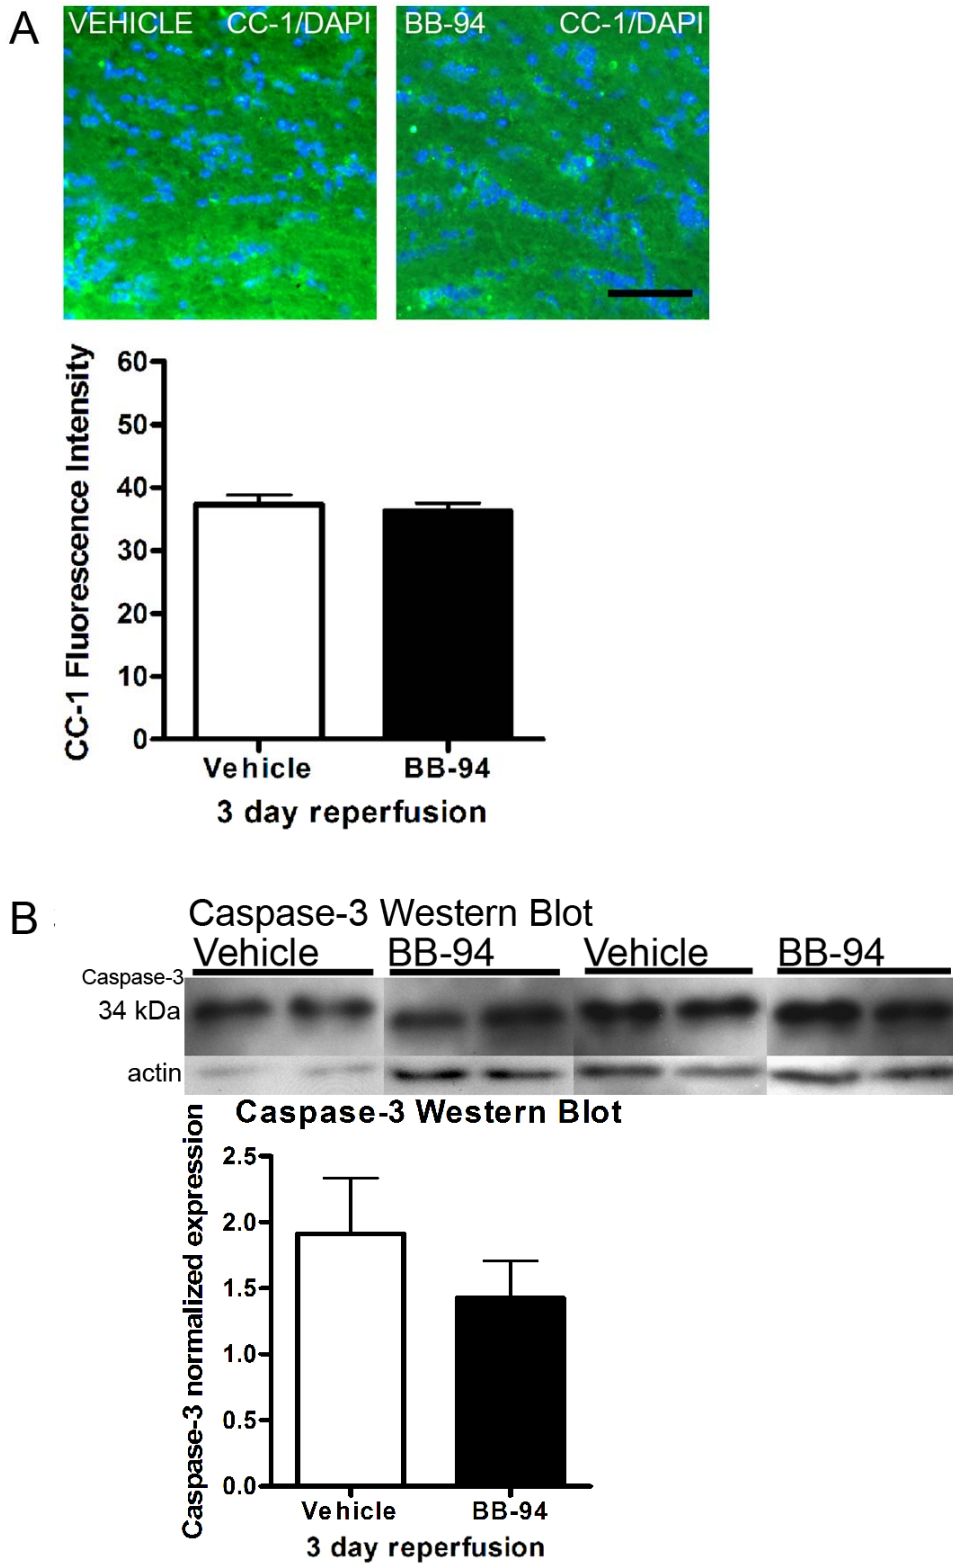 A
VEHICLE CC-1/DAPI
BB-94 CC-1/DAPI
CC-1 Fluorescence Intensity
60
50
40
30
20
10
0
Vehicle BB-94
3 day reperfusion
B
Caspase-3 Western Blot
Vehicle BB-94 Vehicle BB-94
Caspase-3
34 kDa
actin
Caspase-3 Western Blot
Caspase-3 normalized expression
2.5
2.0
1.5
1.0
0.5
0.0
Vehicle BB-94
3 day reperfusion